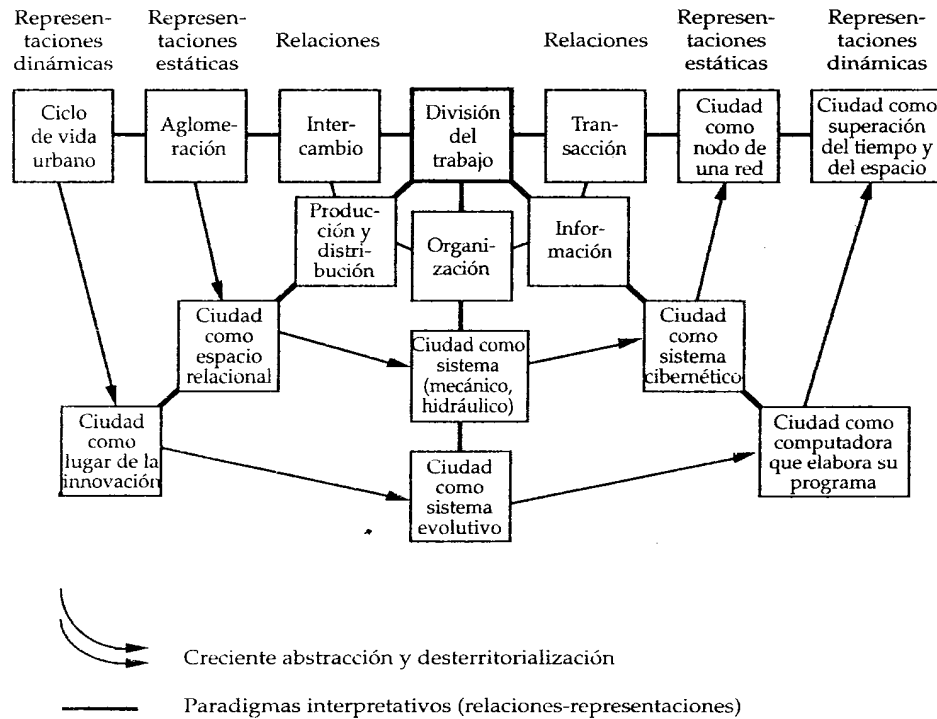 Represen-
taciones
dinámicas
Represen-
taciones
estáticas
Relaciones
Relaciones
Represen-
taciones
estáticas
Represen-
taciones
dinámicas
Ciclo
de vida
urbano
Aglome-
ración
Inter-
cambio
División
del
trabajo
Tran-
sacción
Ciudad
como
nodo de
una red
Ciudad como
superación
del tiempo y
del espacio
Produc-
ción y
distri-
bución
Organi-
zación
Infor-
mación
Ciudad
como
espacio
relacional
Ciudad como
sistema
(mecánico,
hidráulico)
Ciudad
como
sistema
cibernético
Ciudad
como
lugar de la
innovación
Ciudad
como
sistema
evolutivo
Ciudad como
computadora
que elabora su
programa
Creciente abstracción y desterritorialización
Paradigmas interpretativos (relaciones-representaciones)